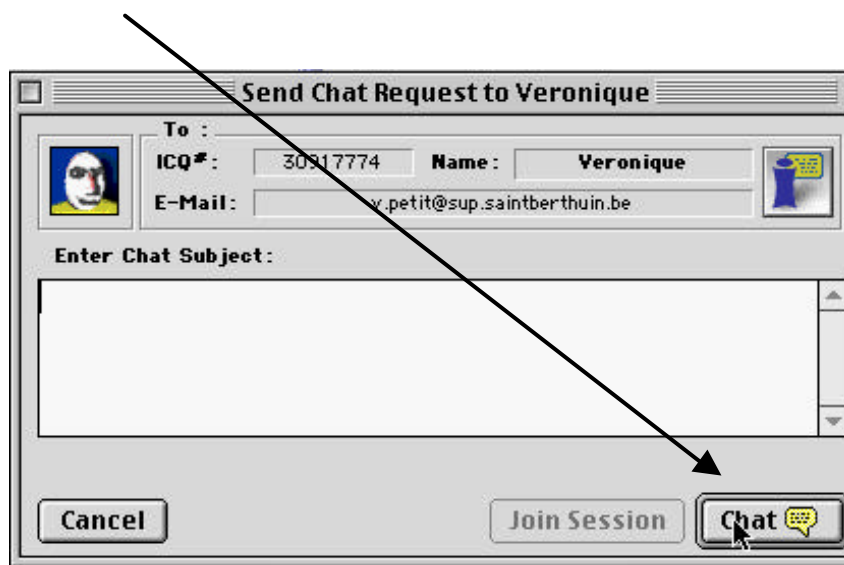 Send Chat Request to Veronique
To :
ICQ#: 30917774 Name: Veronique
E-Mail: v.petit@sup.saintberthuin.be
Enter Chat Subject:
Cancel Join Session Chat